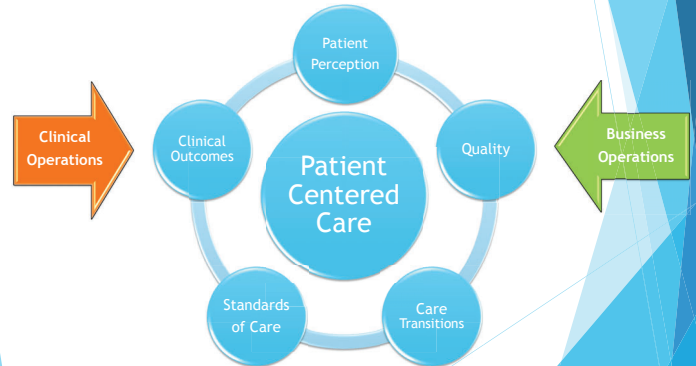 Patient
Perception
Clinical
Operations
Clinical
Outcomes
Quality
Business
Operations
Patient
Centered
Care
Standards
of Care
Care
Transitions